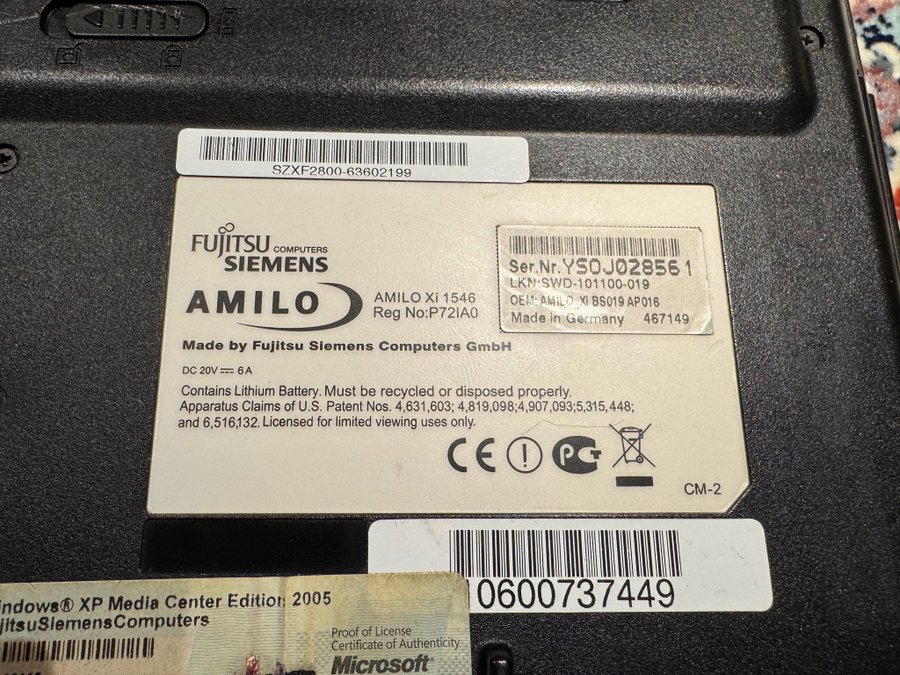 SZXF2800-63602199
FUJITSU COMPUTERS
SIEMENS
AMILO
AMILO Xi 1546
Reg No:P72IA0
Ser.Nr.YSOJ028561
LKN:SWD-101100-019
OEM: AMILO Xi BS019 AP016
Made in Germany 467149
Made by Fujitsu Siemens Computers GmbH
DC 20V ⎓ 6A
Contains Lithium Battery. Must be recycled or disposed properly.
Apparatus Claims of U.S. Patent Nos. 4,631,603; 4,819,098;4,907,093;5,315,448;
and 6,516,132. Licensed for limited viewing uses only.
CE
CM-2
0600737449
indows® XP Media Center Edition 2005
jitsuSiemensComputers
Proof of License
Certificate of Authenticity
Microsoft®